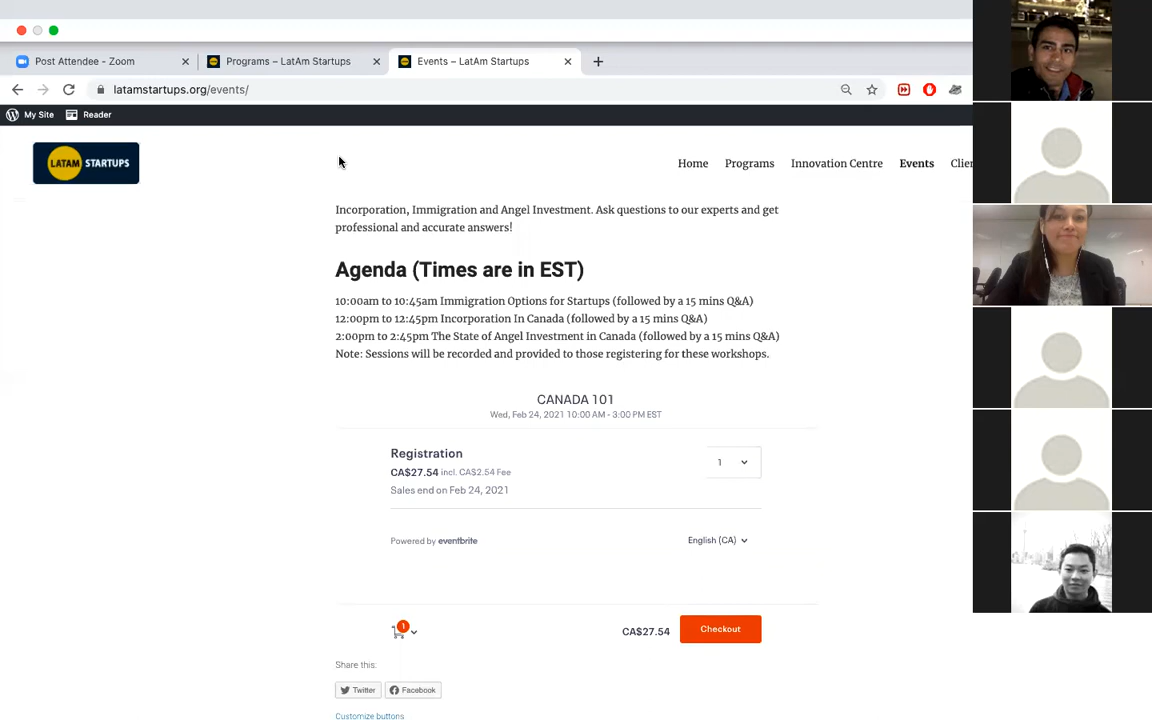 Post Attendee - Zoom
Programs – LatAm Startups
Events – LatAm Startups
latamstartups.org/events/
My Site
Reader
LATAM STARTUPS
Home
Programs
Innovation Centre
Events
Clien
Incorporation, Immigration and Angel Investment. Ask questions to our experts and get
professional and accurate answers!
Agenda (Times are in EST)
10:00am to 10:45am Immigration Options for Startups (followed by a 15 mins Q&A)
12:00pm to 12:45pm Incorporation In Canada (followed by a 15 mins Q&A)
2:00pm to 2:45pm The State of Angel Investment in Canada (followed by a 15 mins Q&A)
Note: Sessions will be recorded and provided to those registering for these workshops.
CANADA 101
Wed, Feb 24, 2021 10:00 AM - 3:00 PM EST
Registration
1
CA$27.54 incl. CA$2.54 Fee
Sales end on Feb 24, 2021
Powered by eventbrite
English (CA)
1
CA$27.54
Checkout
Share this:
Twitter
Facebook
Customize buttons